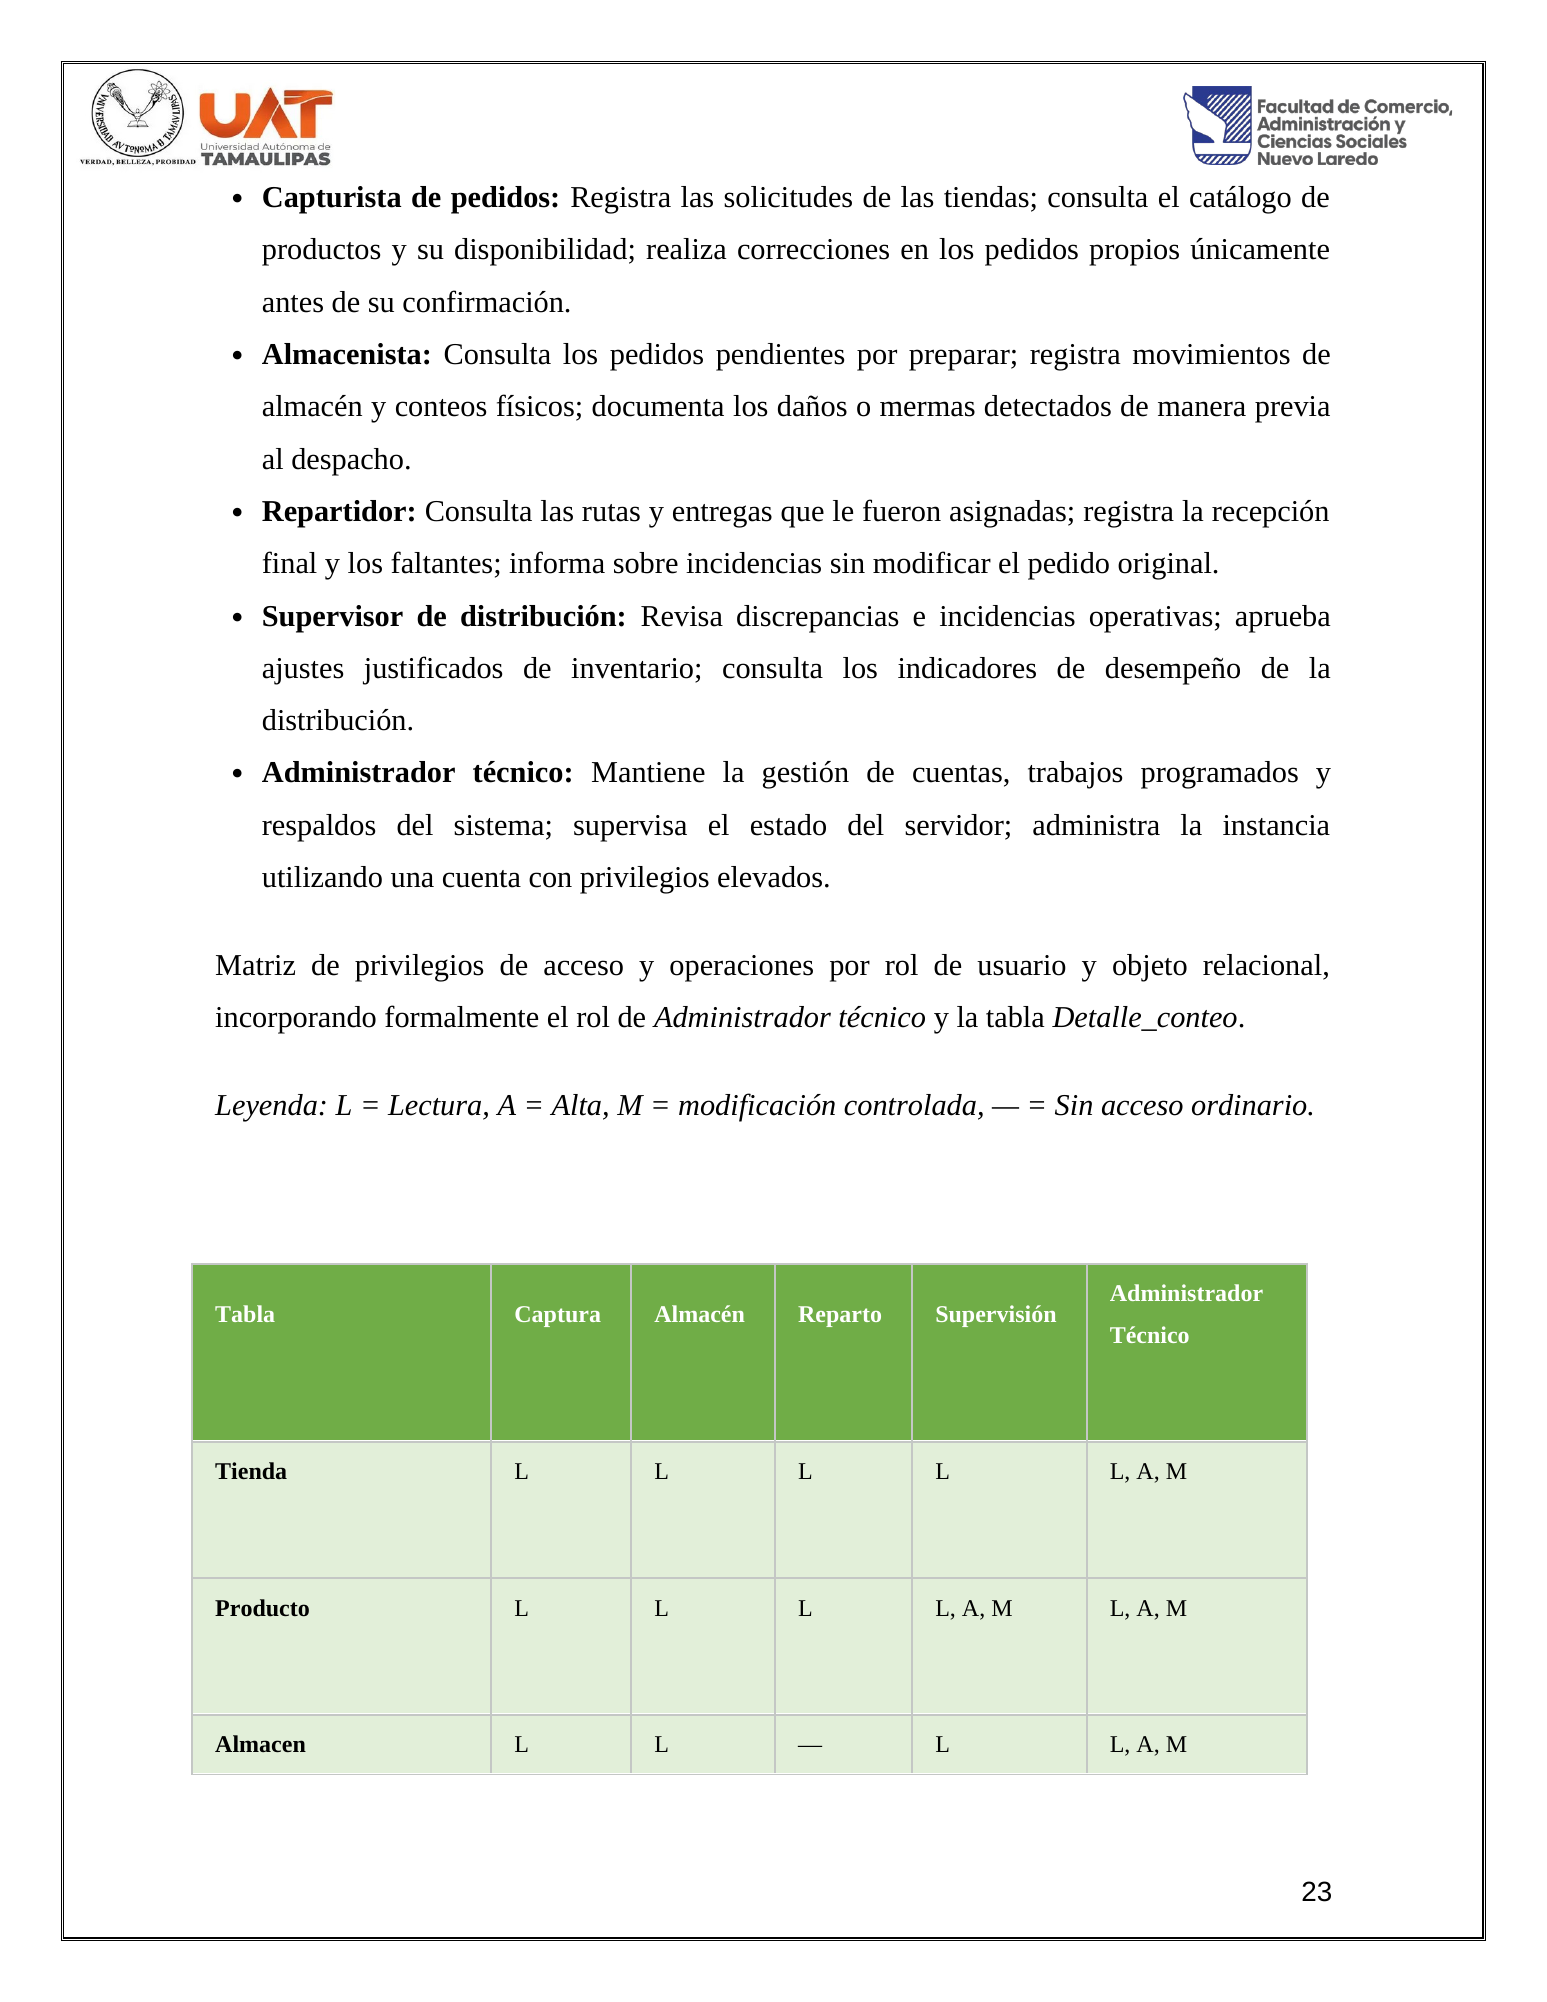 UNIVERSIDAD AVTONOMA DE TAMAVLIPAS
VERDAD, BELLEZA, PROBIDAD
UAT
Universidad Autónoma de
TAMAULIPAS
Facultad de Comercio,
Administración y
Ciencias Sociales
Nuevo Laredo
• Capturista de pedidos: Registra las solicitudes de las tiendas; consulta el catálogo de
productos y su disponibilidad; realiza correcciones en los pedidos propios únicamente
antes de su confirmación.
• Almacenista: Consulta los pedidos pendientes por preparar; registra movimientos de
almacén y conteos físicos; documenta los daños o mermas detectados de manera previa
al despacho.
• Repartidor: Consulta las rutas y entregas que le fueron asignadas; registra la recepción
final y los faltantes; informa sobre incidencias sin modificar el pedido original.
• Supervisor de distribución: Revisa discrepancias e incidencias operativas; aprueba
ajustes justificados de inventario; consulta los indicadores de desempeño de la
distribución.
• Administrador técnico: Mantiene la gestión de cuentas, trabajos programados y
respaldos del sistema; supervisa el estado del servidor; administra la instancia
utilizando una cuenta con privilegios elevados.
Matriz de privilegios de acceso y operaciones por rol de usuario y objeto relacional,
incorporando formalmente el rol de Administrador técnico y la tabla Detalle_conteo.
Leyenda: L = Lectura, A = Alta, M = modificación controlada, — = Sin acceso ordinario.
Tabla Captura Almacén Reparto Supervisión Administrador
Técnico
Tienda L L L L L, A, M
Producto L L L L, A, M L, A, M
Almacen L L — L L, A, M
23